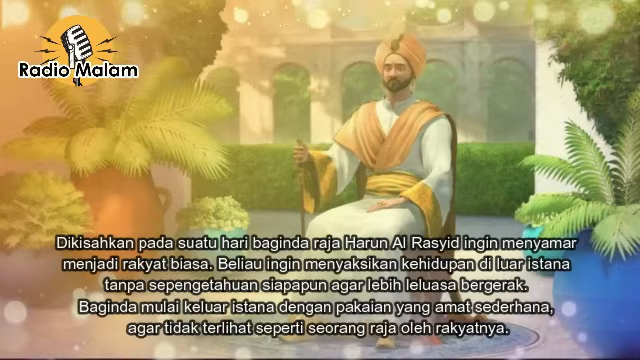 Radio Malam
Dikisahkan pada suatu hari baginda raja Harun Al Rasyid ingin menyamar
menjadi rakyat biasa. Beliau ingin menyaksikan kehidupan di luar istana
tanpa sepengetahuan siapapun agar lebih leluasa bergerak.
Baginda mulai keluar istana dengan pakaian yang amat sederhana,
agar tidak terlihat seperti seorang raja oleh rakyatnya.